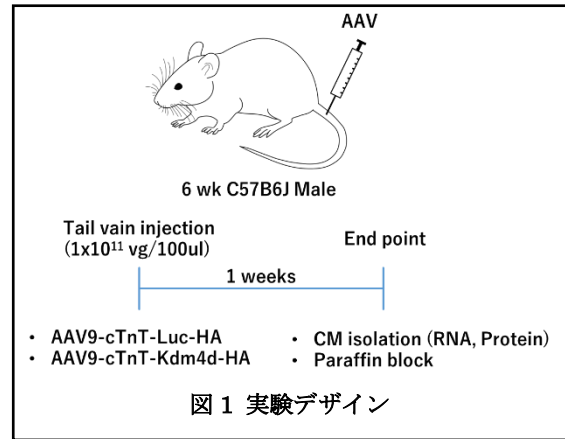 AAV
6 wk C57B6J Male
Tail vain injection
(1x10¹¹ vg/100ul)
End point
1 weeks
• AAV9-cTnT-Luc-HA
• AAV9-cTnT-Kdm4d-HA
• CM isolation (RNA, Protein)
• Paraffin block
図 1 実験デザイン